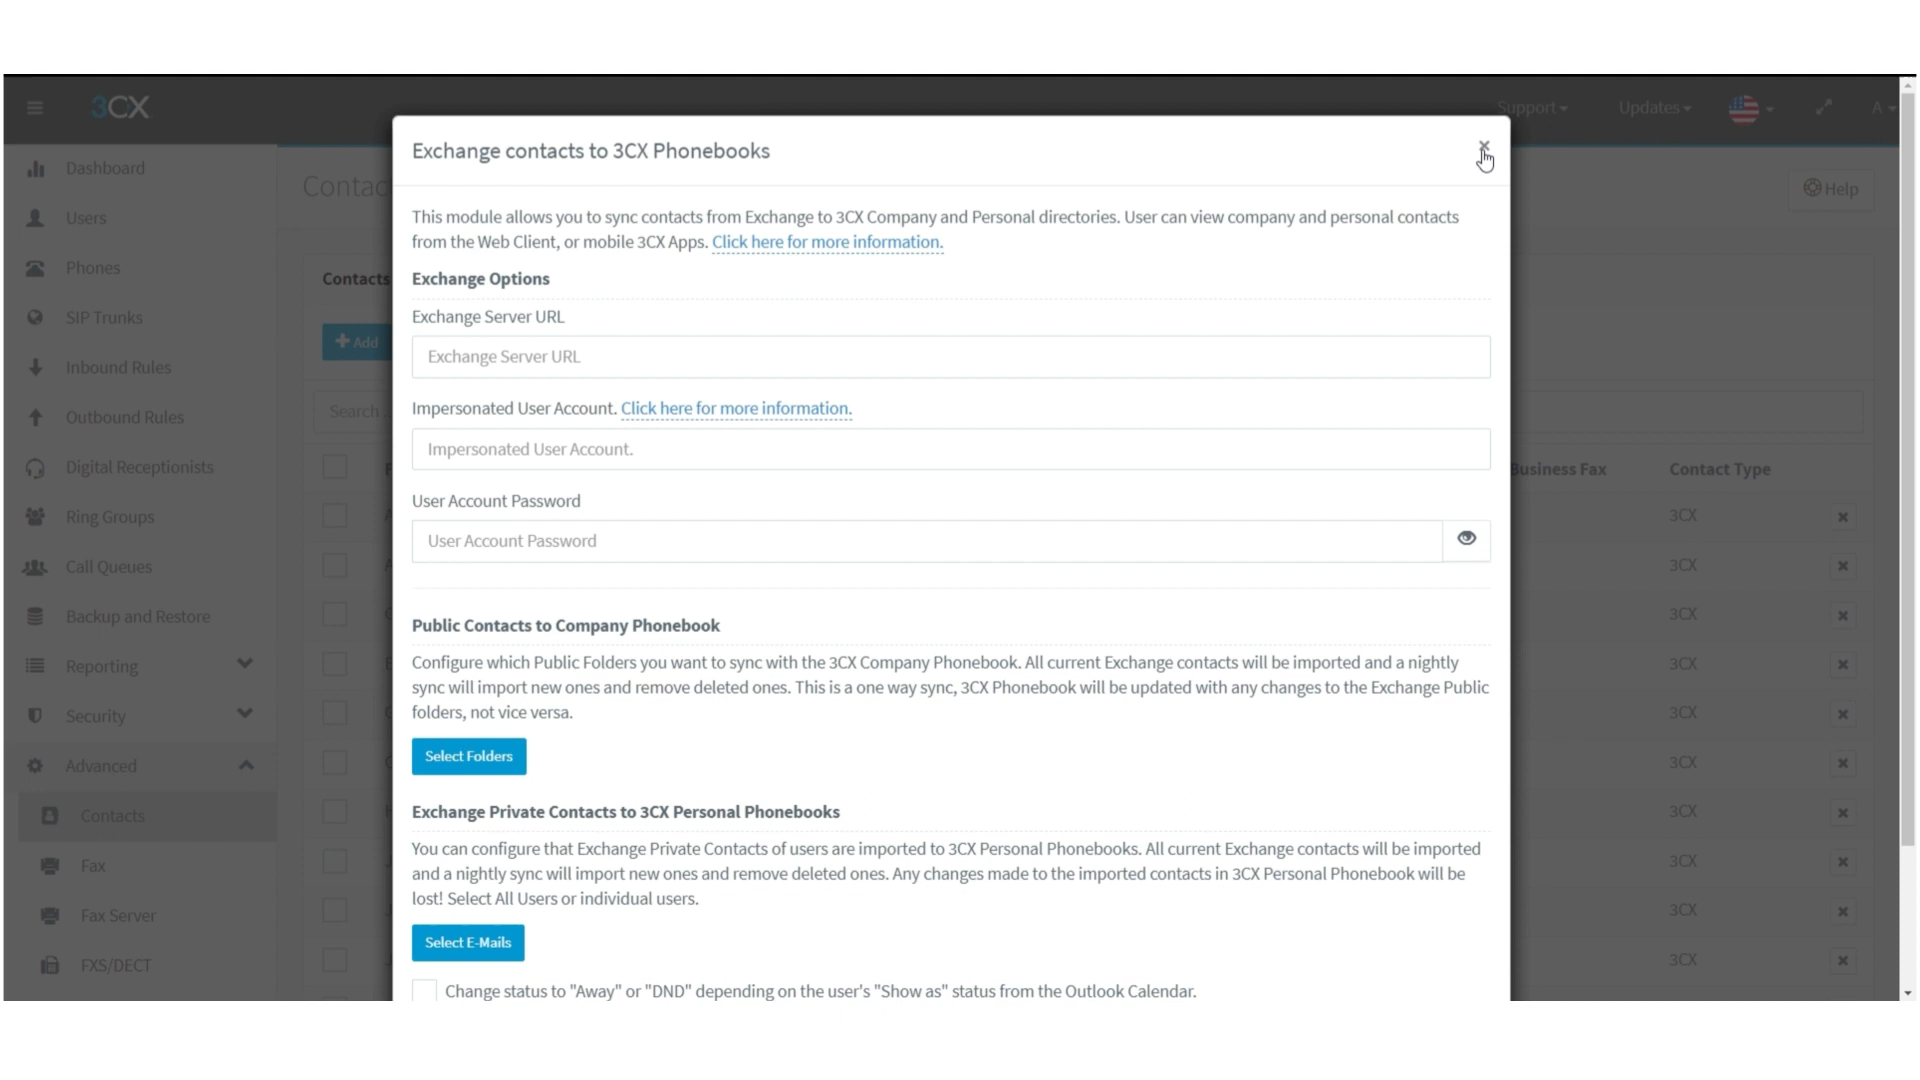 3CX
Support
Updates
A
Dashboard
Users
Phones
SIP Trunks
Inbound Rules
Outbound Rules
Digital Receptionists
Ring Groups
Call Queues
Backup and Restore
Reporting
Security
Advanced
Contacts
Fax
Fax Server
FXS/DECT
Help
Contacts
+ Add
Search
Exchange contacts to 3CX Phonebooks
This module allows you to sync contacts from Exchange to 3CX Company and Personal directories. User can view company and personal contacts
from the Web Client, or mobile 3CX Apps. Click here for more information.
Exchange Options
Exchange Server URL
Exchange Server URL
Impersonated User Account. Click here for more information.
Impersonated User Account.
User Account Password
User Account Password
Public Contacts to Company Phonebook
Configure which Public Folders you want to sync with the 3CX Company Phonebook. All current Exchange contacts will be imported and a nightly
sync will import new ones and remove deleted ones. This is a one way sync, 3CX Phonebook will be updated with any changes to the Exchange Public
folders, not vice versa.
Select Folders
Exchange Private Contacts to 3CX Personal Phonebooks
You can configure that Exchange Private Contacts of users are imported to 3CX Personal Phonebooks. All current Exchange contacts will be imported
and a nightly sync will import new ones and remove deleted ones. Any changes made to the imported contacts in 3CX Personal Phonebook will be
lost! Select All Users or individual users.
Select E-Mails
Change status to "Away" or "DND" depending on the user's "Show as" status from the Outlook Calendar.
Business Fax Contact Type
3CX
3CX
3CX
3CX
3CX
3CX
3CX
3CX
3CX
3CX